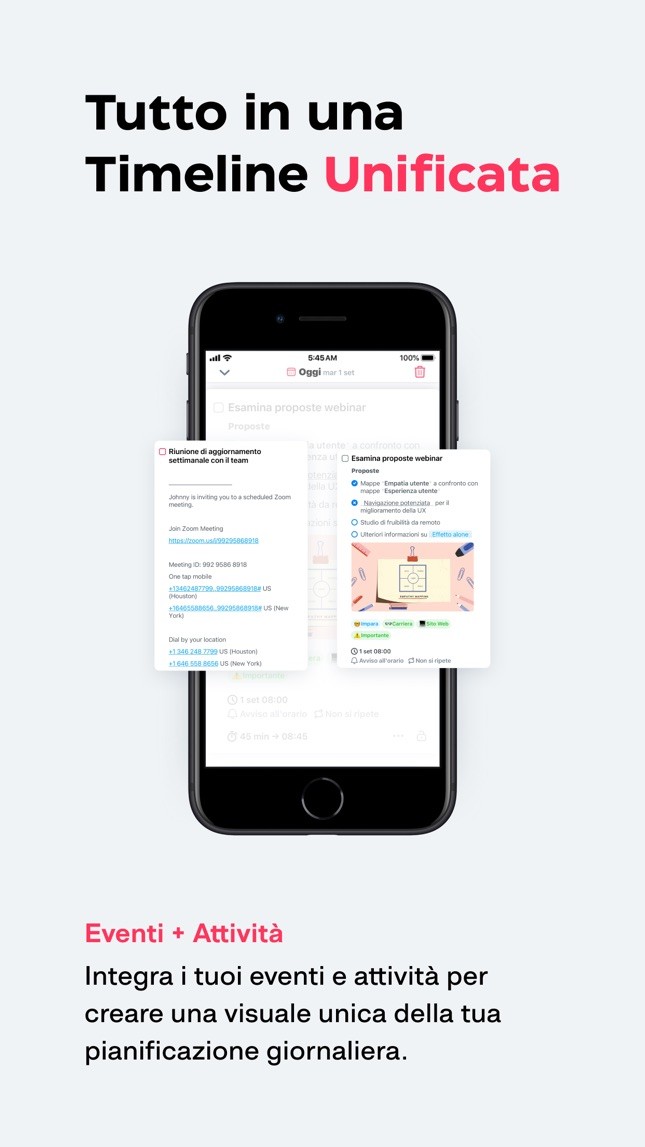 Tutto in una
Timeline Unificata
5:45 AM
100%
Oggi mar 1 set
Esamina proposte webinar
Proposte
Riunione di aggiornamento
settimanale con il team
Johnny is inviting you to a scheduled Zoom
meeting.
Join Zoom Meeting
https://zoom.us/j/99295868918
Meeting ID: 992 9586 8918
One tap mobile
+13462487799,,99295868918# US
(Houston)
+16465588656,,99295868918# US (New
York)
Dial by your location
+1 346 248 7799 US (Houston)
+1 646 558 8656 US (New York)
Esamina proposte webinar
Proposte
Mappe "Empatia utente" a confronto con
mappe "Esperienza utente"
Navigazione potenziata per il
miglioramento della UX
Studio di fruibilità da remoto
Ulteriori informazioni su Effetto alone
Impara
Carriera
Sito Web
Importante
1 set 08:00
Avviso all'orario
Non si ripete
Importante
1 set 08:00
Avviso all'orario
Non si ripete
45 min → 08:45
Eventi + Attività
Integra i tuoi eventi e attività per
creare una visuale unica della tua
pianificazione giornaliera.